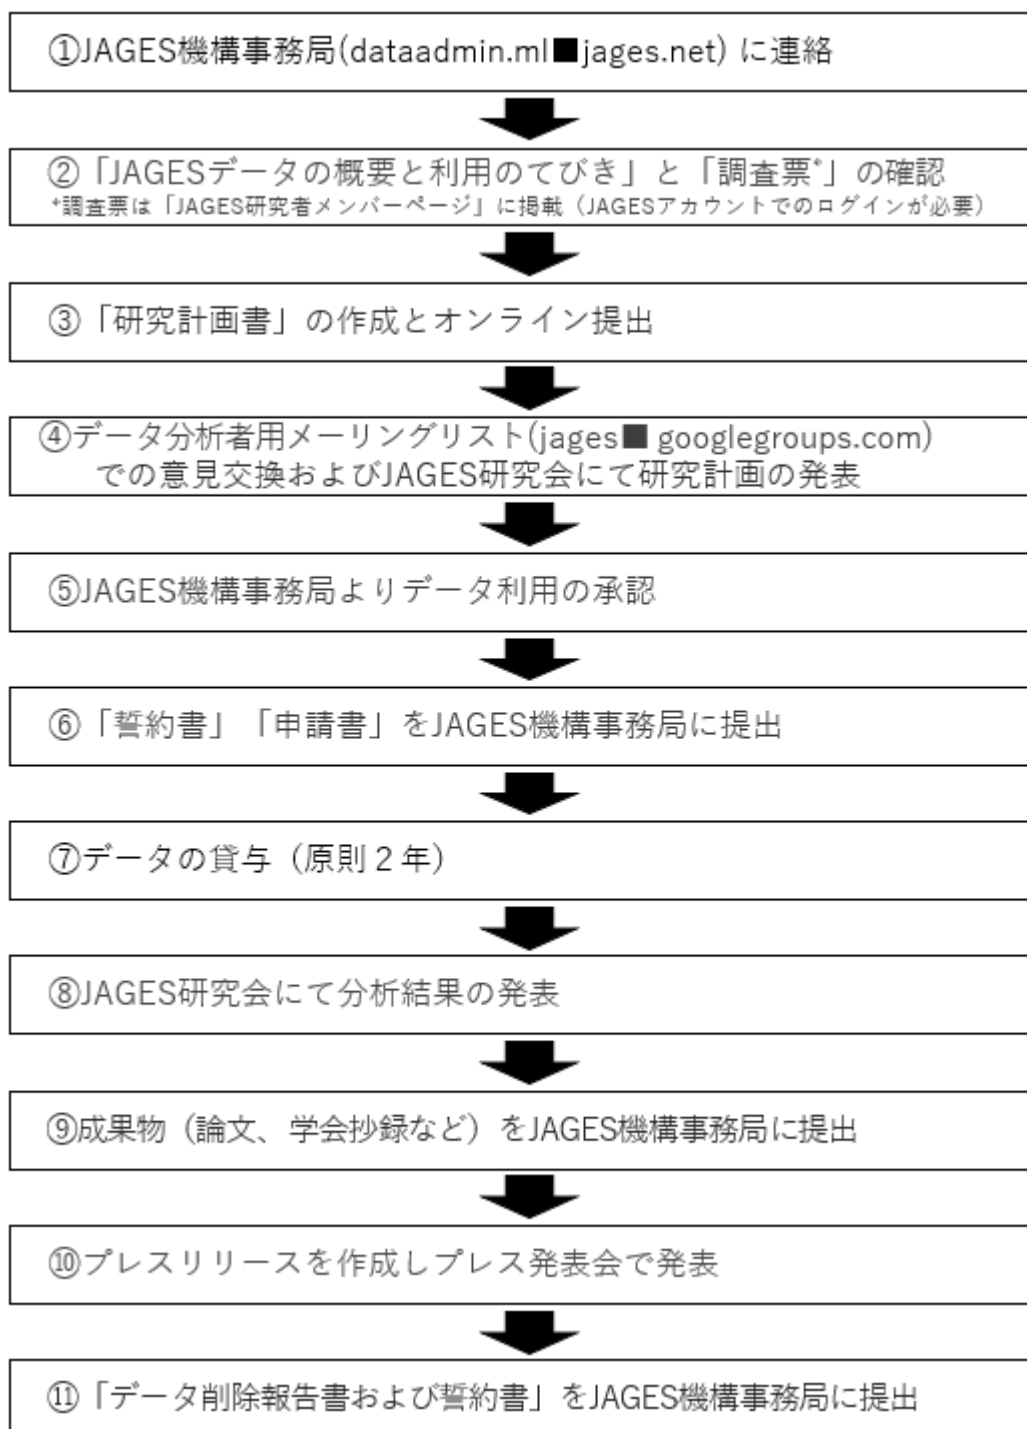 ①JAGES機構事務局(dataadmin.ml■jages.net) に連絡
②「JAGESデータの概要と利用のてびき」と「調査票*」の確認
*調査票は「JAGES研究者メンバーページ」に掲載（JAGESアカウントでのログインが必要）
③「研究計画書」の作成とオンライン提出
④データ分析者用メーリングリスト(jages■ googlegroups.com)
での意見交換およびJAGES研究会にて研究計画の発表
⑤JAGES機構事務局よりデータ利用の承認
⑥「誓約書」「申請書」をJAGES機構事務局に提出
⑦データの貸与（原則２年）
⑧JAGES研究会にて分析結果の発表
⑨成果物（論文、学会抄録など）をJAGES機構事務局に提出
⑩プレスリリースを作成しプレス発表会で発表
⑪「データ削除報告書および誓約書」をJAGES機構事務局に提出